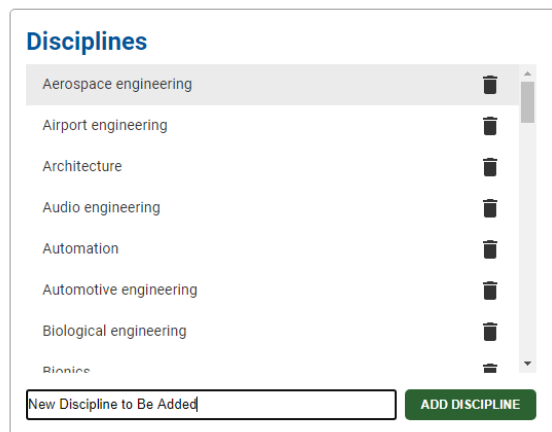 Disciplines
Aerospace engineering
Airport engineering
Architecture
Audio engineering
Automation
Automotive engineering
Biological engineering
Bionics
New Discipline to Be Added
ADD DISCIPLINE